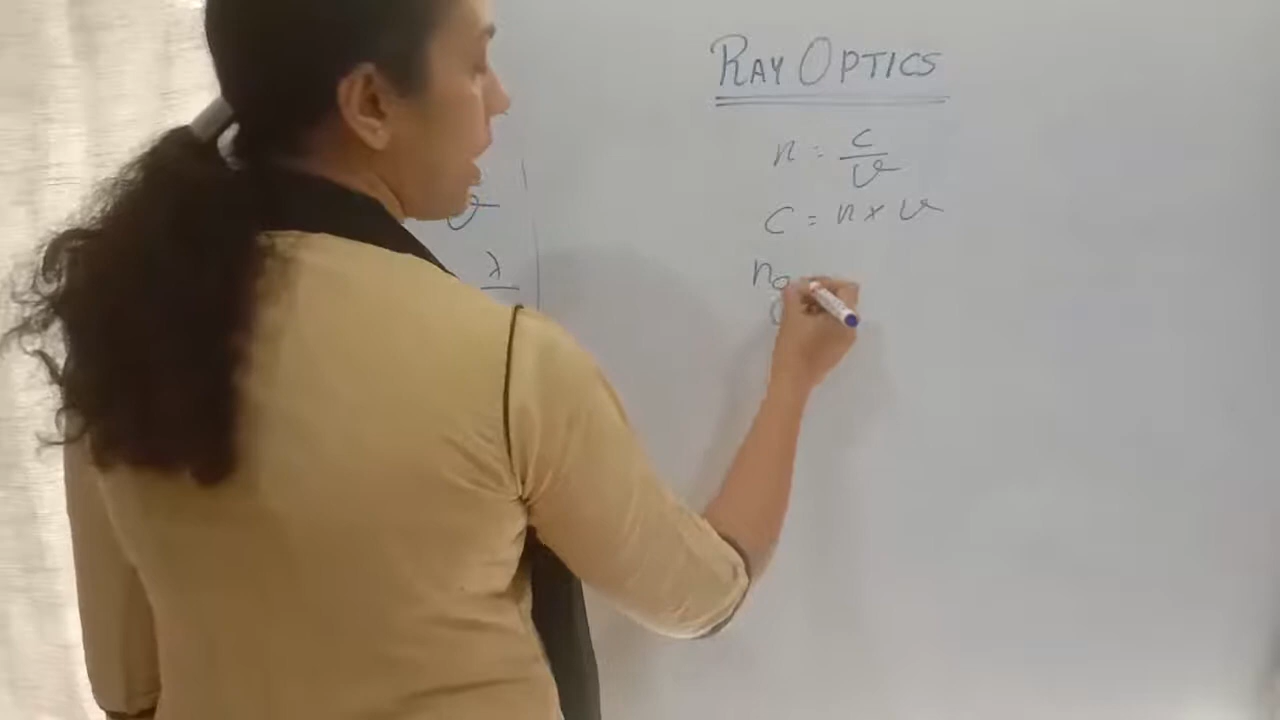 RAY OPTICS
n = c/v
c = n × v
n
v
λ